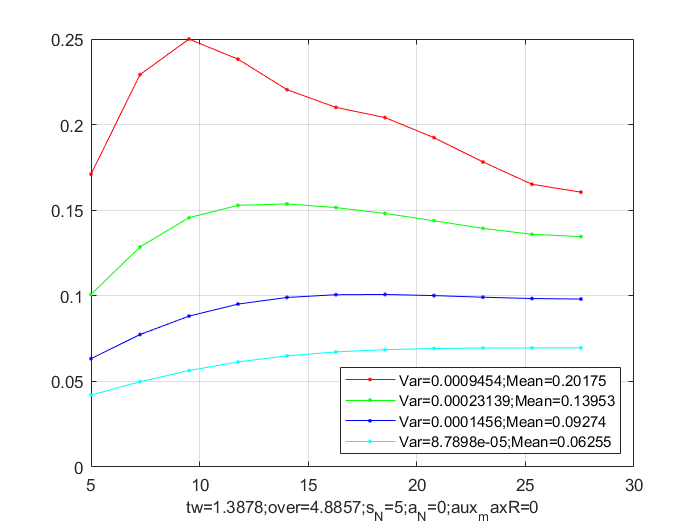 0.25
0.2
0.15
0.1
0.05
0
5
10
15
20
25
30
Var=0.0009454;Mean=0.20175
Var=0.00023139;Mean=0.13953
Var=0.0001456;Mean=0.09274
Var=8.7898e-05;Mean=0.06255
tw=1.3878;over=4.8857;s_N=5;a_N=0;aux_maxR=0